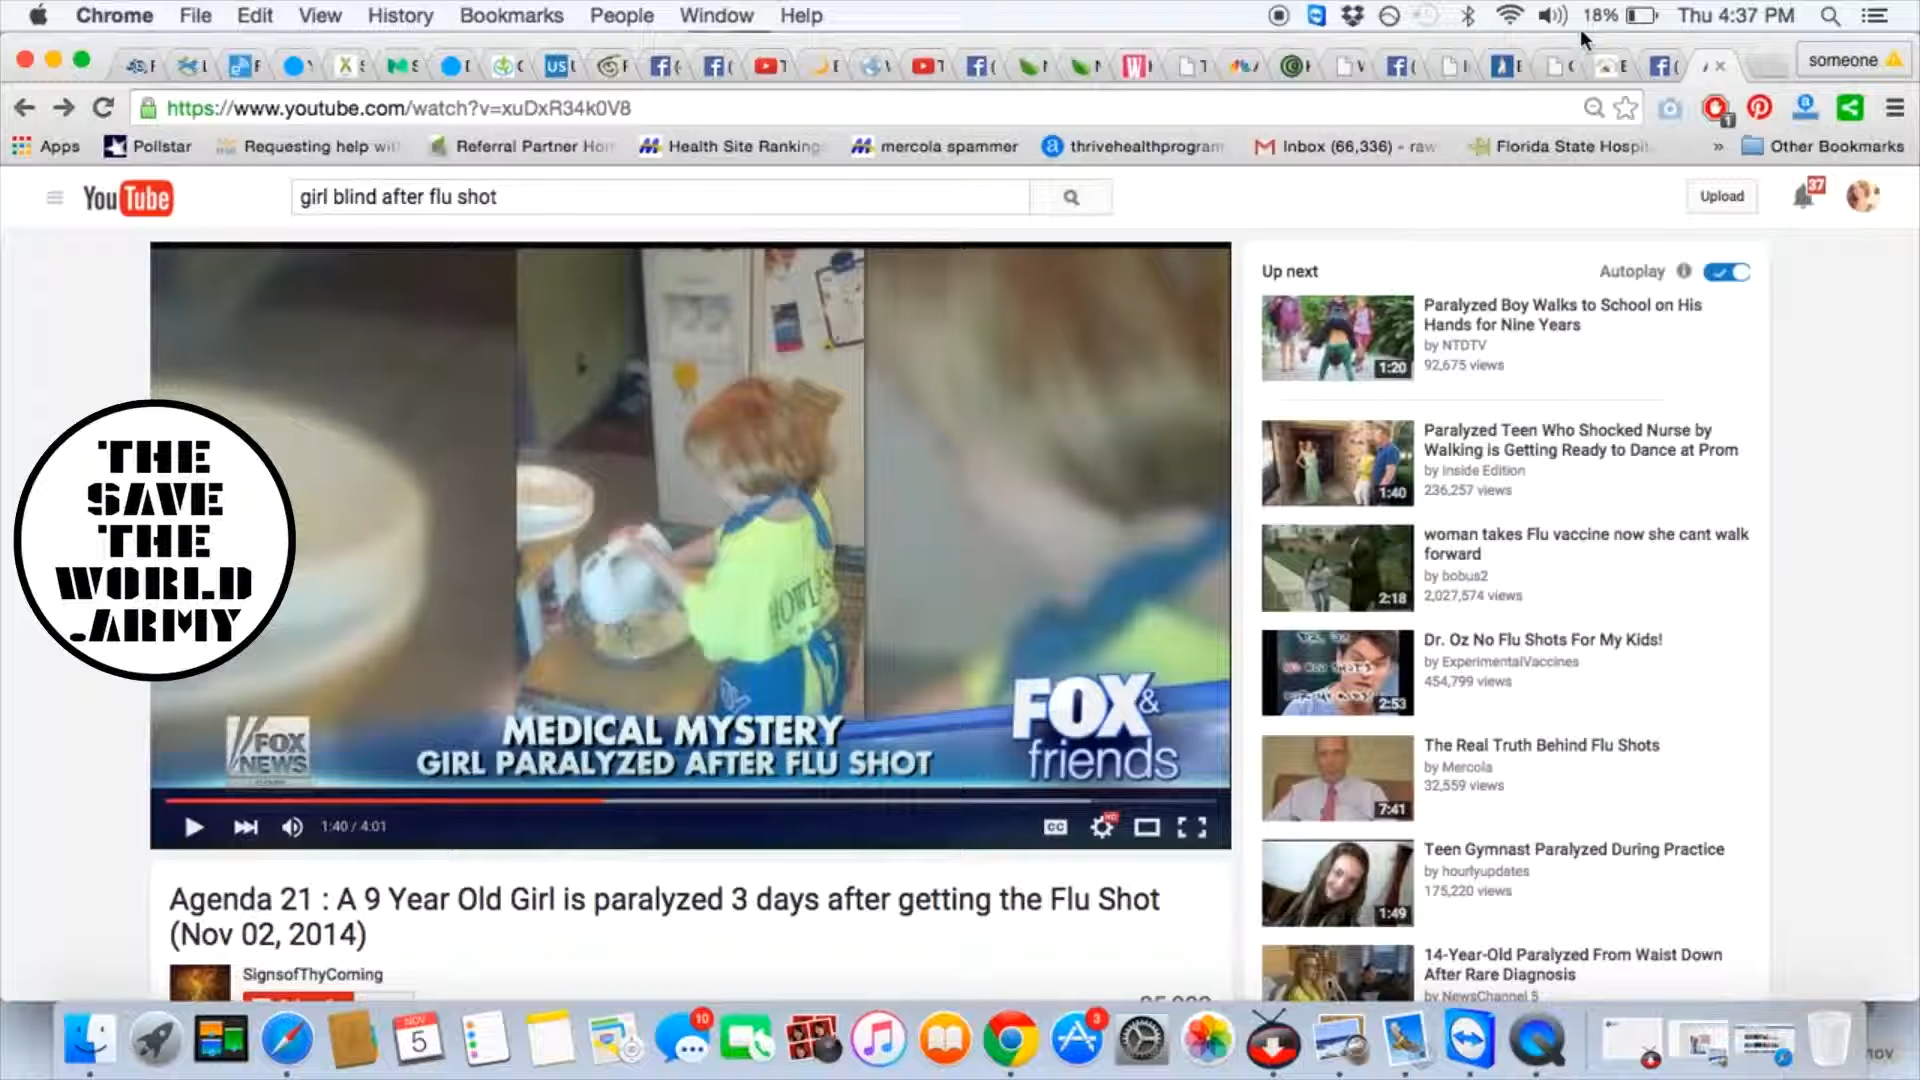 Chrome File Edit View History Bookmarks People Window Help
18% Thu 4:37 PM
someone
https://www.youtube.com/watch?v=xuDxR34k0V8
Apps Pollstar Requesting help Referral Partner Health Site Ranking mercola spammer thrivehealthprogram Inbox (66,336) Florida State Other Bookmarks
YouTube
girl blind after flu shot
Upload
37
Up next
Autoplay
Paralyzed Boy Walks to School on His
Hands for Nine Years
by NTDTV
92,675 views
1:20
Paralyzed Teen Who Shocked Nurse by
Walking is Getting Ready to Dance at Prom
by Inside Edition
236,257 views
1:40
woman takes Flu vaccine now she cant walk
forward
by bobus2
2,027,574 views
2:18
Dr. Oz No Flu Shots For My Kids!
by ExperimentalVaccines
454,799 views
2:53
The Real Truth Behind Flu Shots
by Mercola
32,559 views
7:41
Teen Gymnast Paralyzed During Practice
by hourlyupdates
175,220 views
1:49
14-Year-Old Paralyzed From Waist Down
After Rare Diagnosis
by NewsChannel 5
THE
SAVE
THE
WORLD
.ARMY
FOX
NEWS
MEDICAL MYSTERY
GIRL PARALYZED AFTER FLU SHOT
FOX&
friends
1:40 / 4:01
CC
HD
Agenda 21 : A 9 Year Old Girl is paralyzed 3 days after getting the Flu Shot
(Nov 02, 2014)
SignsofThyComing
NOV
5
10
3